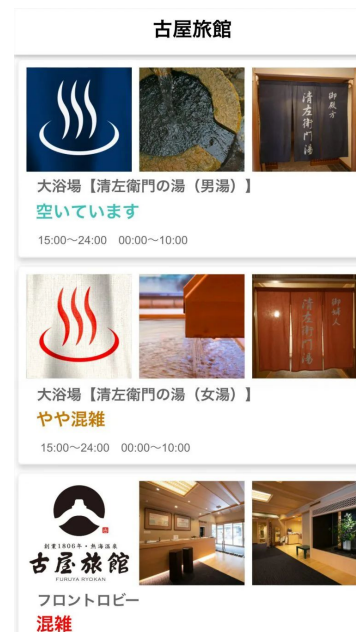 古屋旅館
御殿方
清左衛門湯
大浴場【清左衛門の湯（男湯）】
空いています
15:00～24:00 00:00～10:00
御婦人
清左衛門湯
大浴場【清左衛門の湯（女湯）】
やや混雑
15:00～24:00 00:00～10:00
創業1806年・熱海温泉
古屋旅館
FURUYA RYOKAN
フロントロビー
混雑